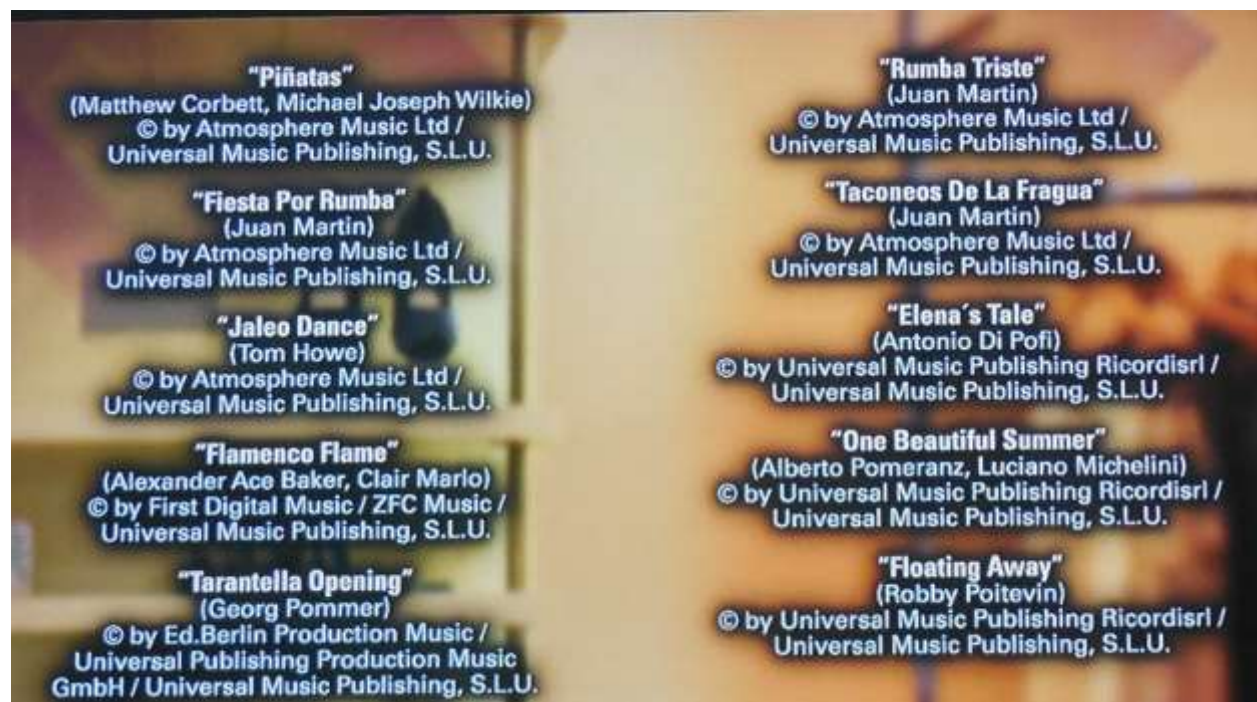 "Piñatas"
(Matthew Corbett, Michael Joseph Wilkie)
© by Atmosphere Music Ltd /
Universal Music Publishing, S.L.U.
"Fiesta Por Rumba"
(Juan Martin)
© by Atmosphere Music Ltd /
Universal Music Publishing, S.L.U.
"Jaleo Dance"
(Tom Howe)
© by Atmosphere Music Ltd /
Universal Music Publishing, S.L.U.
"Flamenco Flame"
(Alexander Ace Baker, Clair Marlo)
© by First Digital Music / ZFC Music /
Universal Music Publishing, S.L.U.
"Tarantella Opening"
(Georg Pommer)
© by Ed.Berlin Production Music /
Universal Publishing Production Music
GmbH / Universal Music Publishing, S.L.U.
"Rumba Triste"
(Juan Martin)
© by Atmosphere Music Ltd /
Universal Music Publishing, S.L.U.
"Taconeos De La Fragua"
(Juan Martin)
© by Atmosphere Music Ltd /
Universal Music Publishing, S.L.U.
"Elena´s Tale"
(Antonio Di Pofi)
© by Universal Music Publishing Ricordisrl /
Universal Music Publishing, S.L.U.
"One Beautiful Summer"
(Alberto Pomeranz, Luciano Michelini)
© by Universal Music Publishing Ricordisrl /
Universal Music Publishing, S.L.U.
"Floating Away"
(Robby Poitevin)
© by Universal Music Publishing Ricordisrl /
Universal Music Publishing, S.L.U.